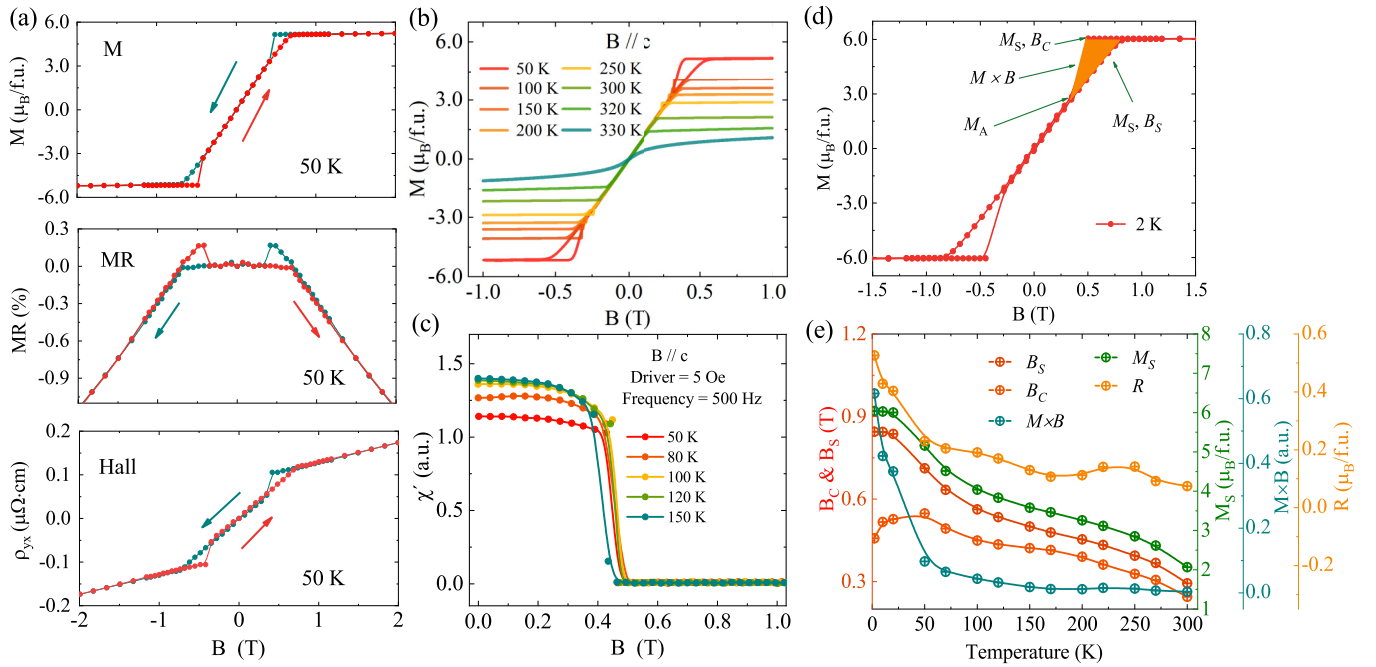 (a)
M
M (μB/f.u.)
6.0
3.0
0.0
-3.0
-6.0
50 K
MR
MR (%)
0.3
0.0
-0.3
-0.6
-0.9
50 K
Hall
ρyx (μΩ·cm)
0.2
0.1
0.0
-0.1
-0.2
50 K
-2 -1 0 1 2
B (T)
(b)
B // c
M (μB/f.u.)
6.0
3.0
0.0
-3.0
-6.0
50 K 250 K
100 K 300 K
150 K 320 K
200 K 330 K
-1.0 -0.5 0.0 0.5 1.0
B (T)
(c)
B // c
Driver = 5 Oe
Frequency = 500 Hz
χ′ (a.u.)
1.5
1.0
0.5
0.0
50 K
80 K
100 K
120 K
150 K
0.0 0.2 0.4 0.6 0.8 1.0
B (T)
(d)
M (μB/f.u.)
6.0
3.0
0.0
-3.0
-6.0
MS, BC
M × B
MA
MS, BS
2 K
-1.5 -1.0 -0.5 0.0 0.5 1.0 1.5
B (T)
(e)
BC & BS (T)
1.2
0.9
0.6
0.3
BS MS
BC R
M×B
0 50 100 150 200 250 300
Temperature (K)
8
7
6
5
4
3
2
1
MS (μB/f.u.)
0.8
0.6
0.4
0.2
0.0
M×B (a.u.)
0.6
0.4
0.2
0.0
-0.2
R (μB/f.u.)